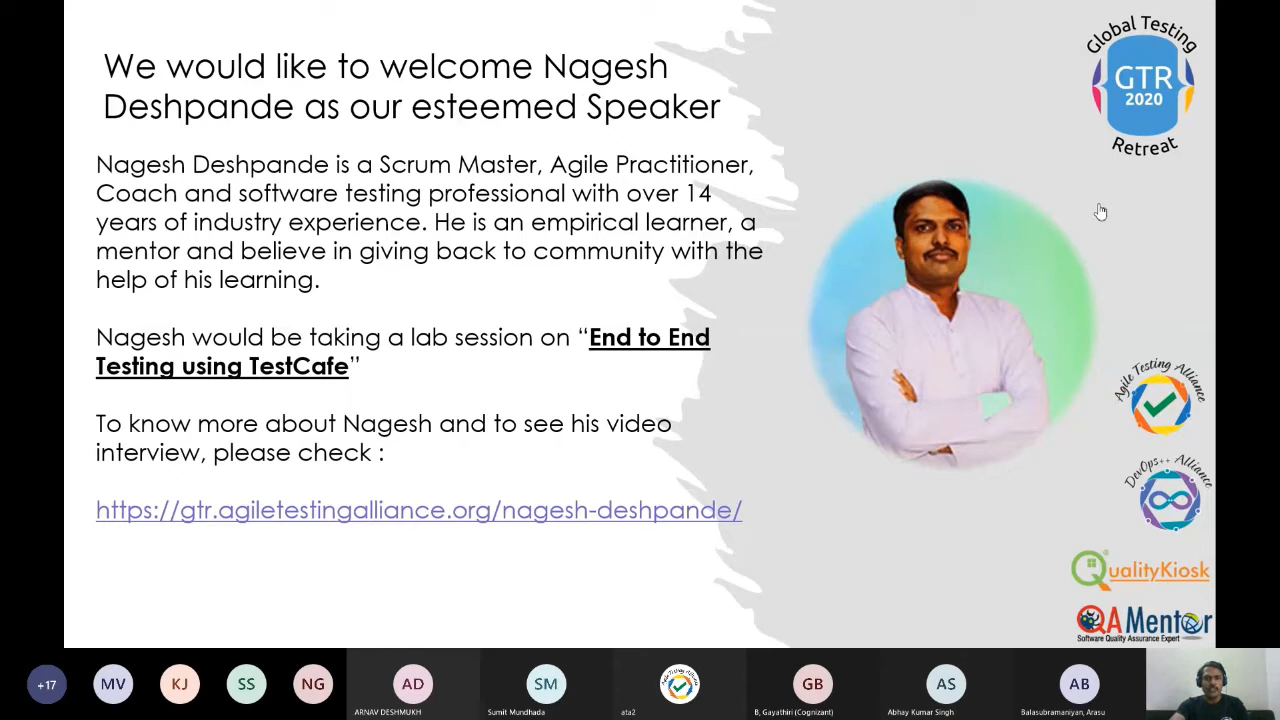 We would like to welcome Nagesh
Deshpande as our esteemed Speaker
Nagesh Deshpande is a Scrum Master, Agile Practitioner,
Coach and software testing professional with over 14
years of industry experience. He is an empirical learner, a
mentor and believe in giving back to community with the
help of his learning.
Nagesh would be taking a lab session on “End to End
Testing using TestCafe”
To know more about Nagesh and to see his video
interview, please check :
https://gtr.agiletestingalliance.org/nagesh-deshpande/
Global Testing
GTR
2020
Retreat
Agile Testing Alliance
DevOps++ Alliance
QualityKiosk
QA Mentor
Software Quality Assurance Expert
+17
MV
KJ
SS
NG
AD
ARNAV DESHMUKH
SM
Sumit Mundhada
Agile Testing Alliance
ata2
GB
B, Gayathiri (Cognizant)
AS
Abhay Kumar Singh
AB
Balasubramaniyan, Arasu